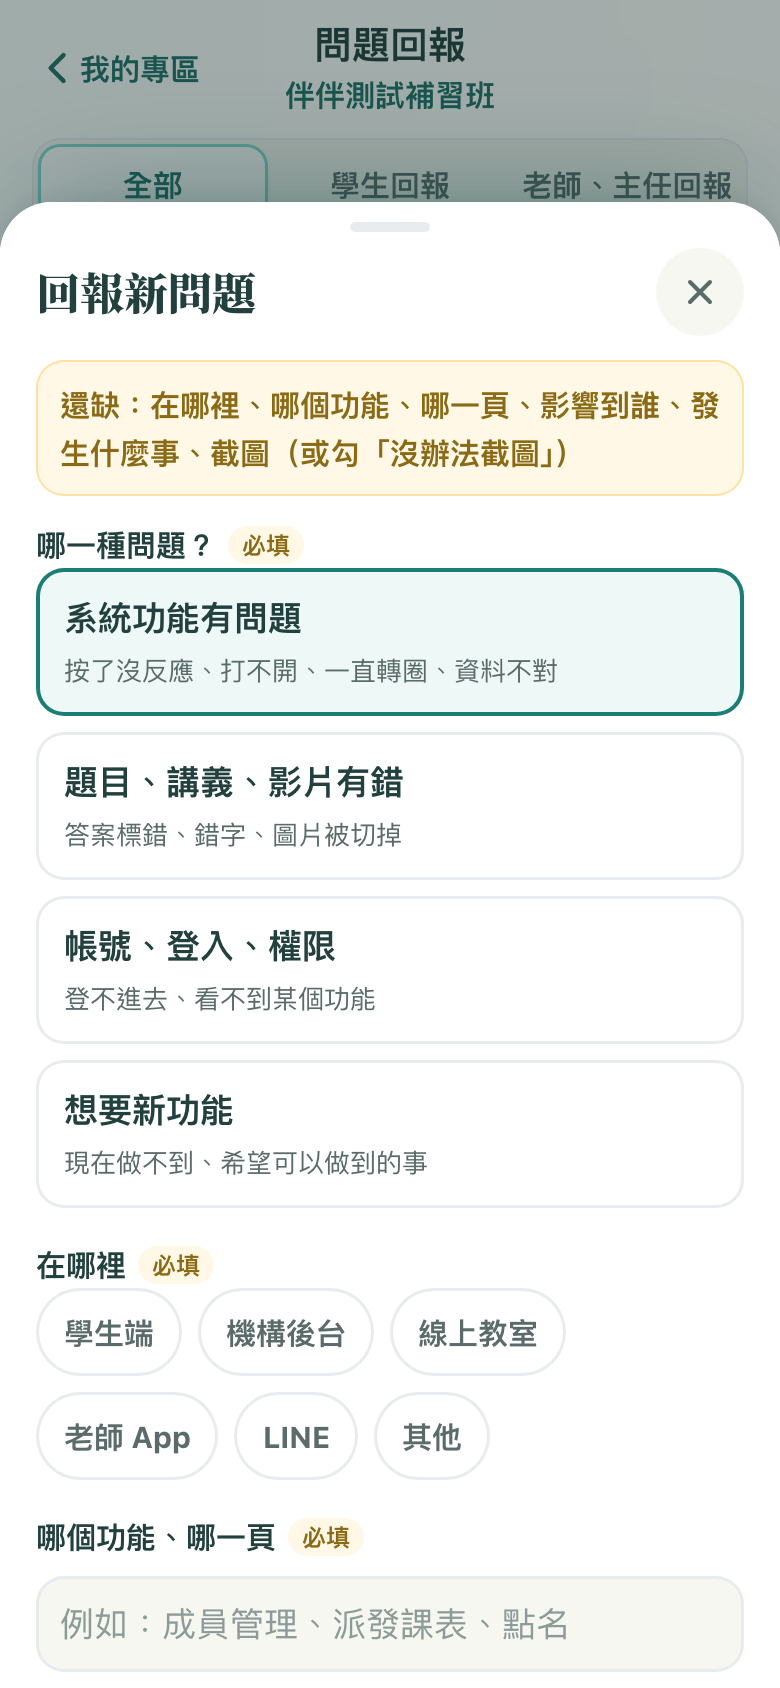 我的專區
問題回報
伴伴測試補習班
全部
學生回報
老師、主任回報
回報新問題
還缺：在哪裡、哪個功能、哪一頁、影響到誰、發
生什麼事、截圖（或勾「沒辦法截圖」）
哪一種問題？ 必填
系統功能有問題
按了沒反應、打不開、一直轉圈、資料不對
題目、講義、影片有錯
答案標錯、錯字、圖片被切掉
帳號、登入、權限
登不進去、看不到某個功能
想要新功能
現在做不到、希望可以做到的事
在哪裡 必填
學生端
機構後台
線上教室
老師 App
LINE
其他
哪個功能、哪一頁 必填
例如：成員管理、派發課表、點名